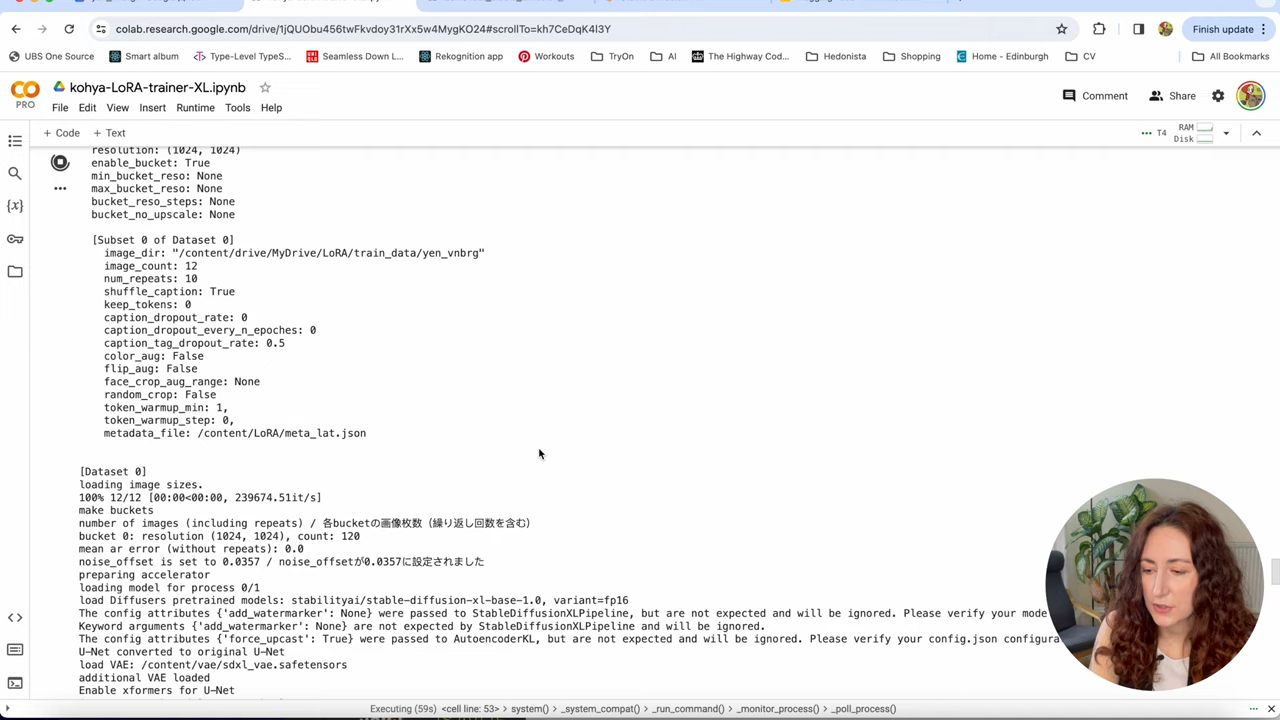 colab.research.google.com/drive/1jQUObu456twFkvdoy31rXx5w4MygKO24#scrollTo=kh7CeDqK4l3Y
Finish update
UBS One Source
Smart album
Type-Level TypeS...
Seamless Down L...
Rekognition app
Workouts
TryOn
AI
The Highway Cod...
Hedonista
Shopping
Home - Edinburgh
CV
All Bookmarks
CO
PRO
kohya-LoRA-trainer-XL.ipynb
File Edit View Insert Runtime Tools Help
Comment
Share
+ Code + Text
T4
RAM
Disk
resolution: (1024, 1024)
enable_bucket: True
min_bucket_reso: None
max_bucket_reso: None
bucket_reso_steps: None
bucket_no_upscale: None
[Subset 0 of Dataset 0]
image_dir: "/content/drive/MyDrive/LoRA/train_data/yen_vnbrg"
image_count: 12
num_repeats: 10
shuffle_caption: True
keep_tokens: 0
caption_dropout_rate: 0
caption_dropout_every_n_epoches: 0
caption_tag_dropout_rate: 0.5
color_aug: False
flip_aug: False
face_crop_aug_range: None
random_crop: False
token_warmup_min: 1,
token_warmup_step: 0,
metadata_file: /content/LoRA/meta_lat.json
[Dataset 0]
loading image sizes.
100% 12/12 [00:00<00:00, 239674.51it/s]
make buckets
number of images (including repeats) / 各bucketの画像枚数（繰り返し回数を含む）
bucket 0: resolution (1024, 1024), count: 120
mean ar error (without repeats): 0.0
noise_offset is set to 0.0357 / noise_offsetが0.0357に設定されました
preparing accelerator
loading model for process 0/1
load Diffusers pretrained models: stabilityai/stable-diffusion-xl-base-1.0, variant=fp16
The config attributes {'add_watermarker': None} were passed to StableDiffusionXLPipeline, but are not expected and will be ignored. Please verify your mode
Keyword arguments {'add_watermarker': None} are not expected by StableDiffusionXLPipeline and will be ignored.
The config attributes {'force_upcast': True} were passed to AutoencoderKL, but are not expected and will be ignored. Please verify your config.json configura
U-Net converted to original U-Net
load VAE: /content/vae/sdxl_vae.safetensors
additional VAE loaded
Enable xformers for U-Net
Executing (59s) <cell line: 53> system() _system_compat() _run_command() _monitor_process() _poll_process()